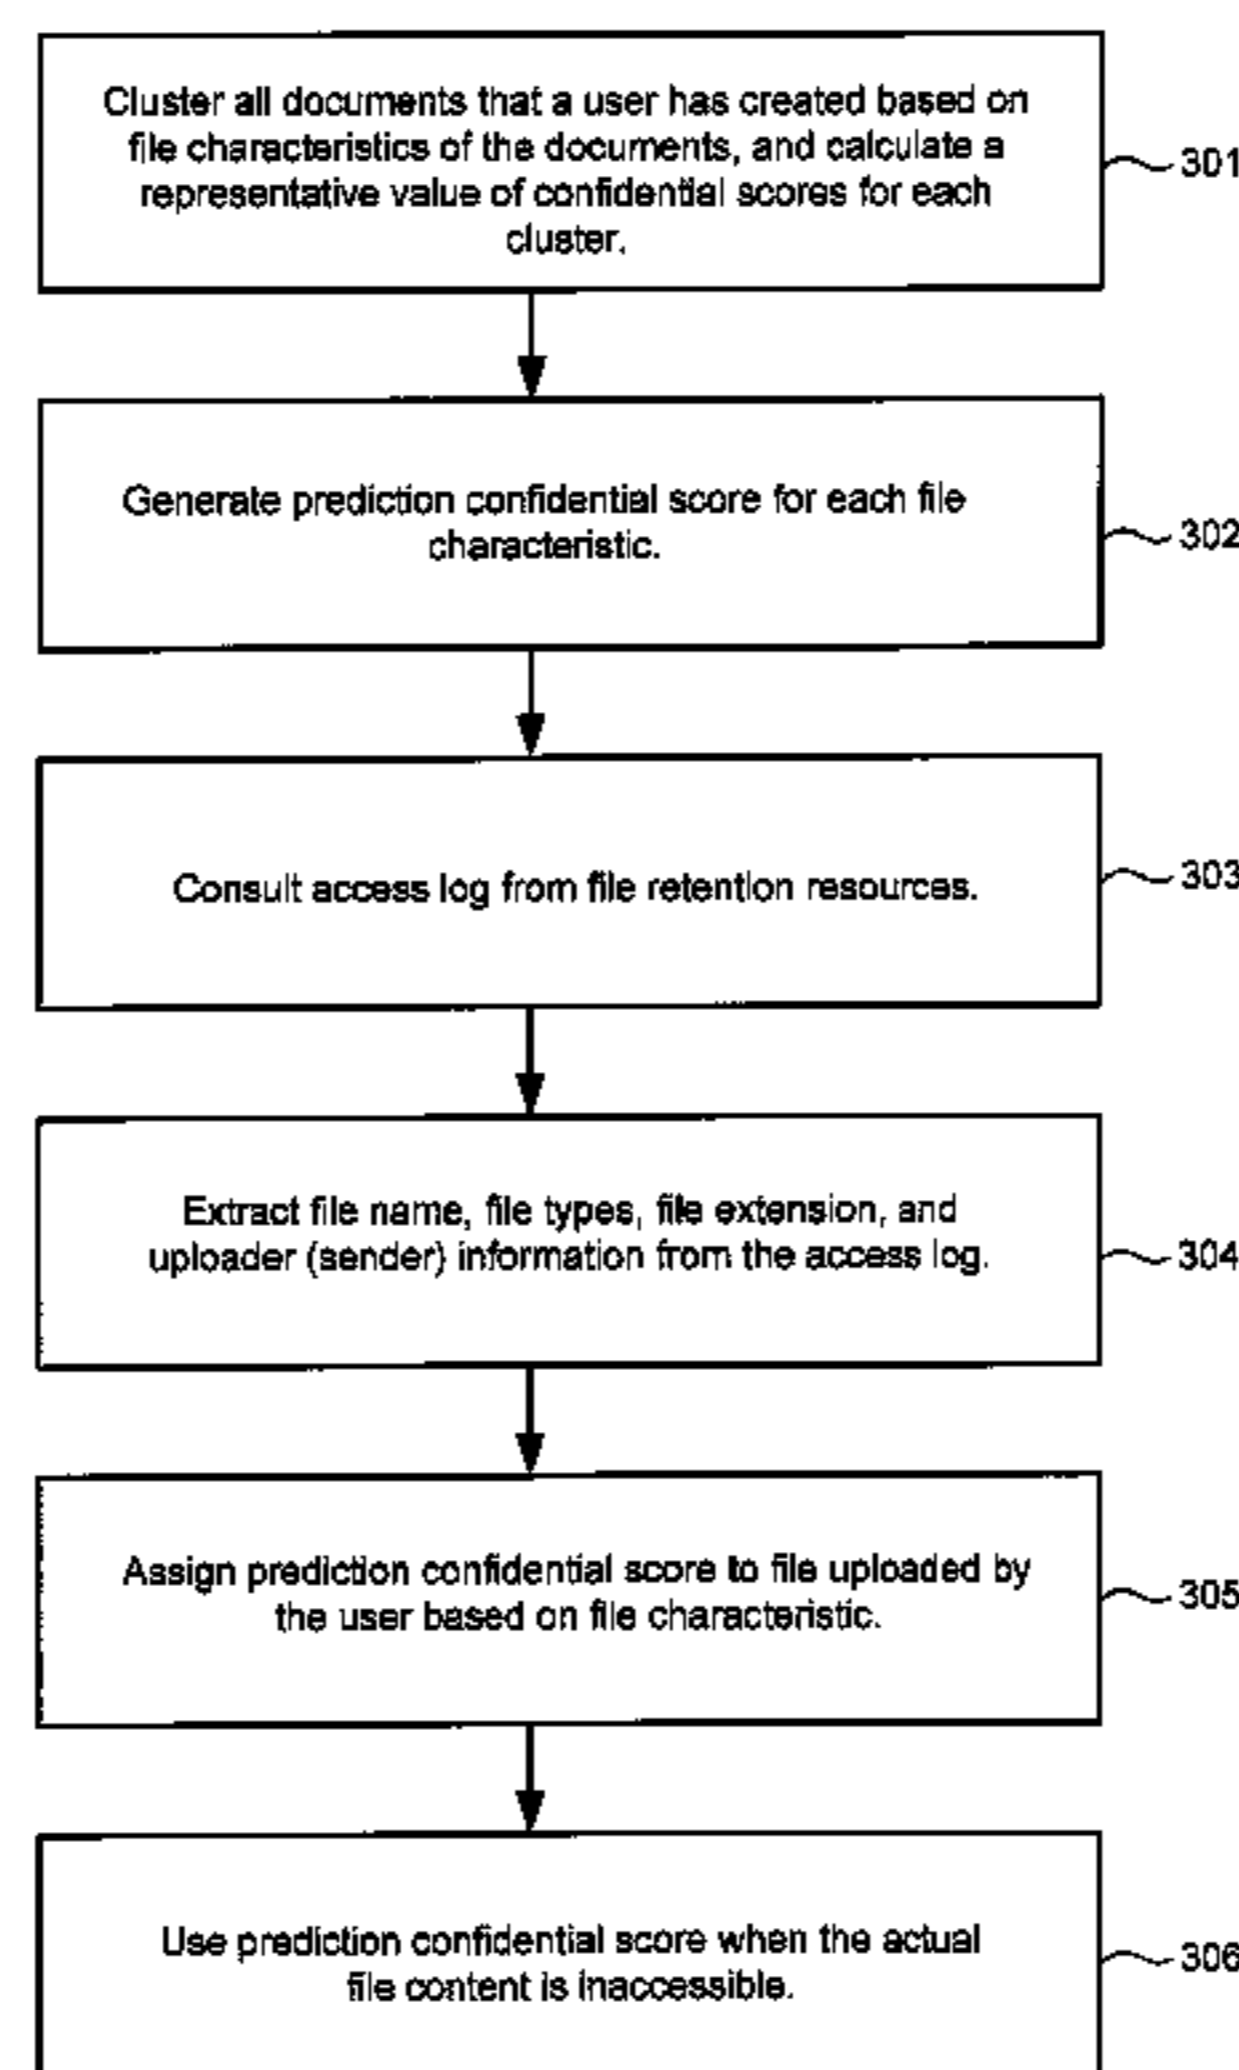 Cluster all documents that a user has created based on
file characteristics of the documents, and calculate a
representative value of confidential scores for each
cluster.
301
Generate prediction confidential score for each file
characteristic.
302
Consult access log from file retention resources.
303
Extract file name, file types, file extension, and
uploader (sender) information from the access log.
304
Assign prediction confidential score to file uploaded by
the user based on file characteristic.
305
Use prediction confidential score when the actual
file content is inaccessible.
306